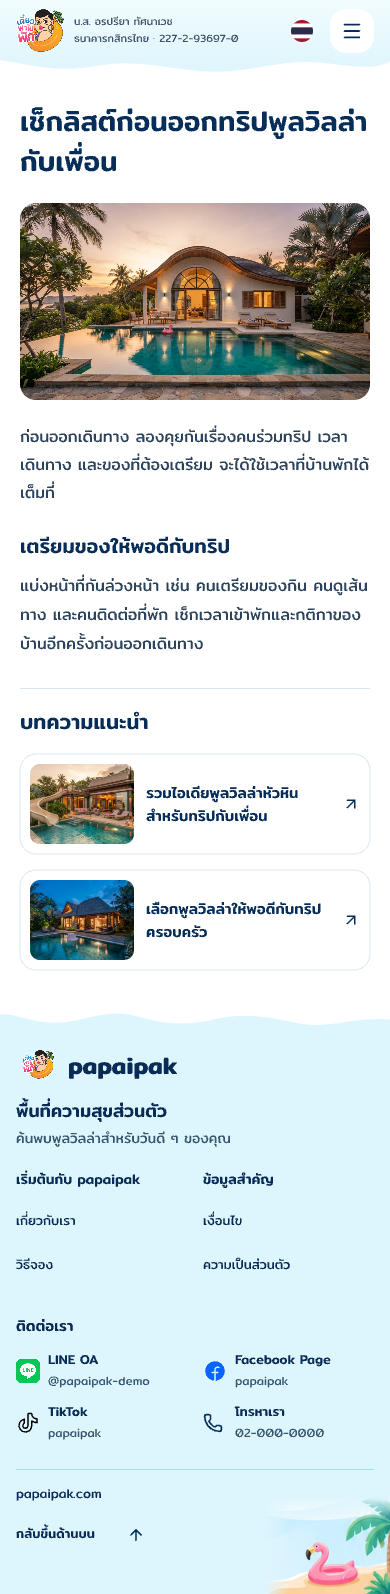 เดี๋ยว
พาไป
พัก
น.ส. อรปรียา ทัศนาเวช
ธนาคารกสิกรไทย · 227-2-93697-0
เช็กลิสต์ก่อนออกทริปพูลวิลล่า
กับเพื่อน
ก่อนออกเดินทาง ลองคุยกันเรื่องคนร่วมทริป เวลา
เดินทาง และของที่ต้องเตรียม จะได้ใช้เวลาที่บ้านพักได้
เต็มที่
เตรียมของให้พอดีกับทริป
แบ่งหน้าที่กันล่วงหน้า เช่น คนเตรียมของกิน คนดูเส้น
ทาง และคนติดต่อที่พัก เช็กเวลาเข้าพักและกติกาของ
บ้านอีกครั้งก่อนออกเดินทาง
บทความแนะนำ
รวมไอเดียพูลวิลล่าหัวหิน
สำหรับทริปกับเพื่อน
เลือกพูลวิลล่าให้พอดีกับทริป
ครอบครัว
papaipak
พื้นที่ความสุขส่วนตัว
ค้นพบพูลวิลล่าสำหรับวันดี ๆ ของคุณ
เริ่มต้นกับ papaipak
ข้อมูลสำคัญ
เกี่ยวกับเรา
เงื่อนไข
วิธีจอง
ความเป็นส่วนตัว
ติดต่อเรา
LINE
LINE OA
@papaipak-demo
Facebook Page
papaipak
TikTok
papaipak
โทรหาเรา
02-000-0000
papaipak.com
กลับขึ้นด้านบน